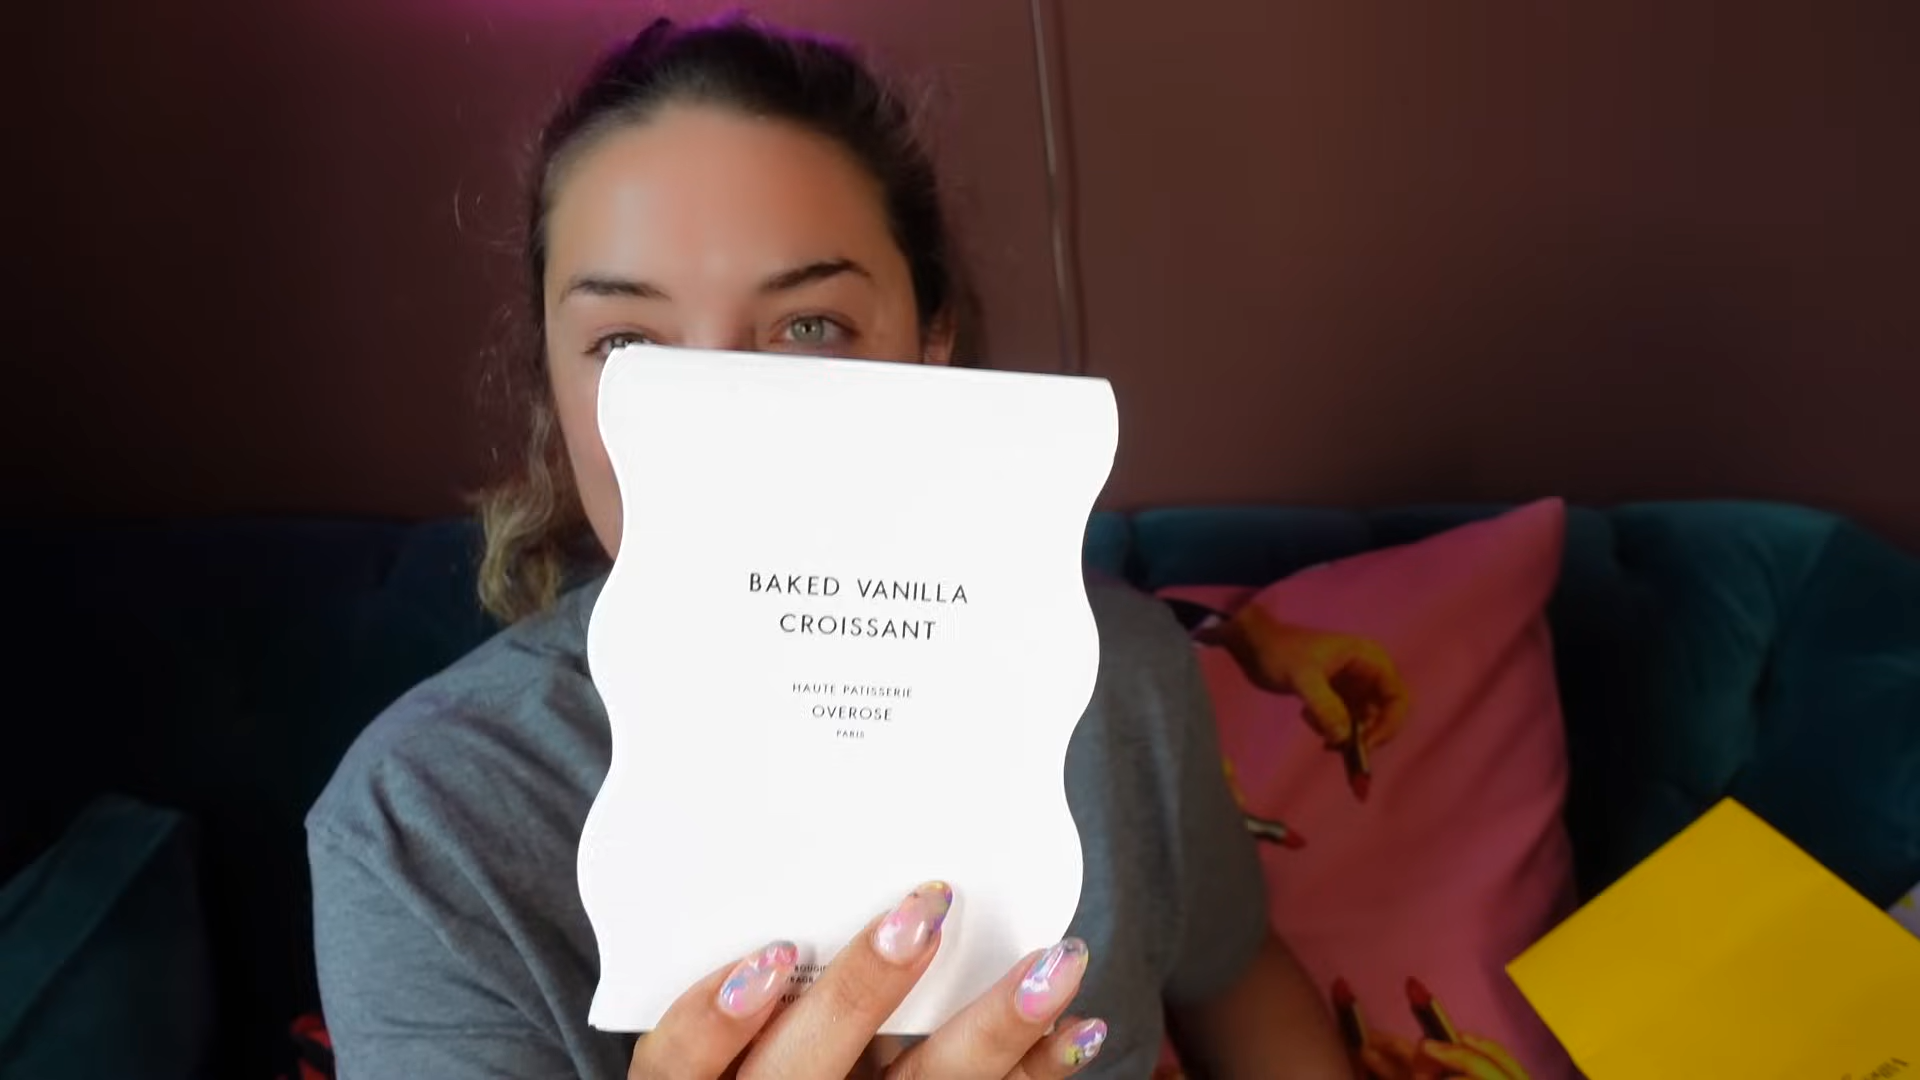 BAKED VANILLA
CROISSANT
HAUTE PATISSERIE
OVEROSE
PARIS